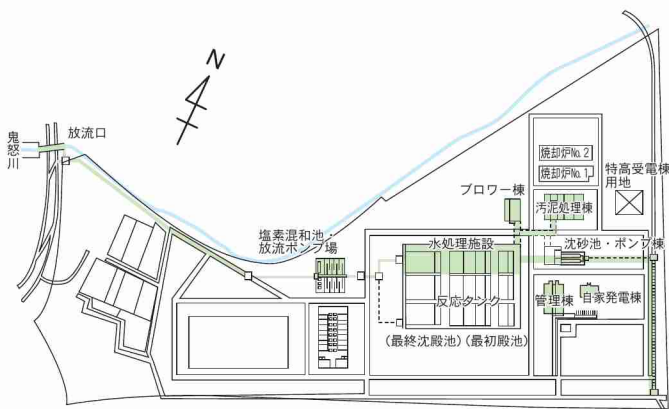 N
放流口
鬼怒川
焼却炉No.2
焼却炉No.1
特高受電棟
用地
ブロワー棟
汚泥処理棟
塩素混和池・
放流ポンプ場
水処理施設
沈砂池・ポンプ棟
反応タンク
管理棟
自家発電棟
(最終沈殿池)
(最初殿池)